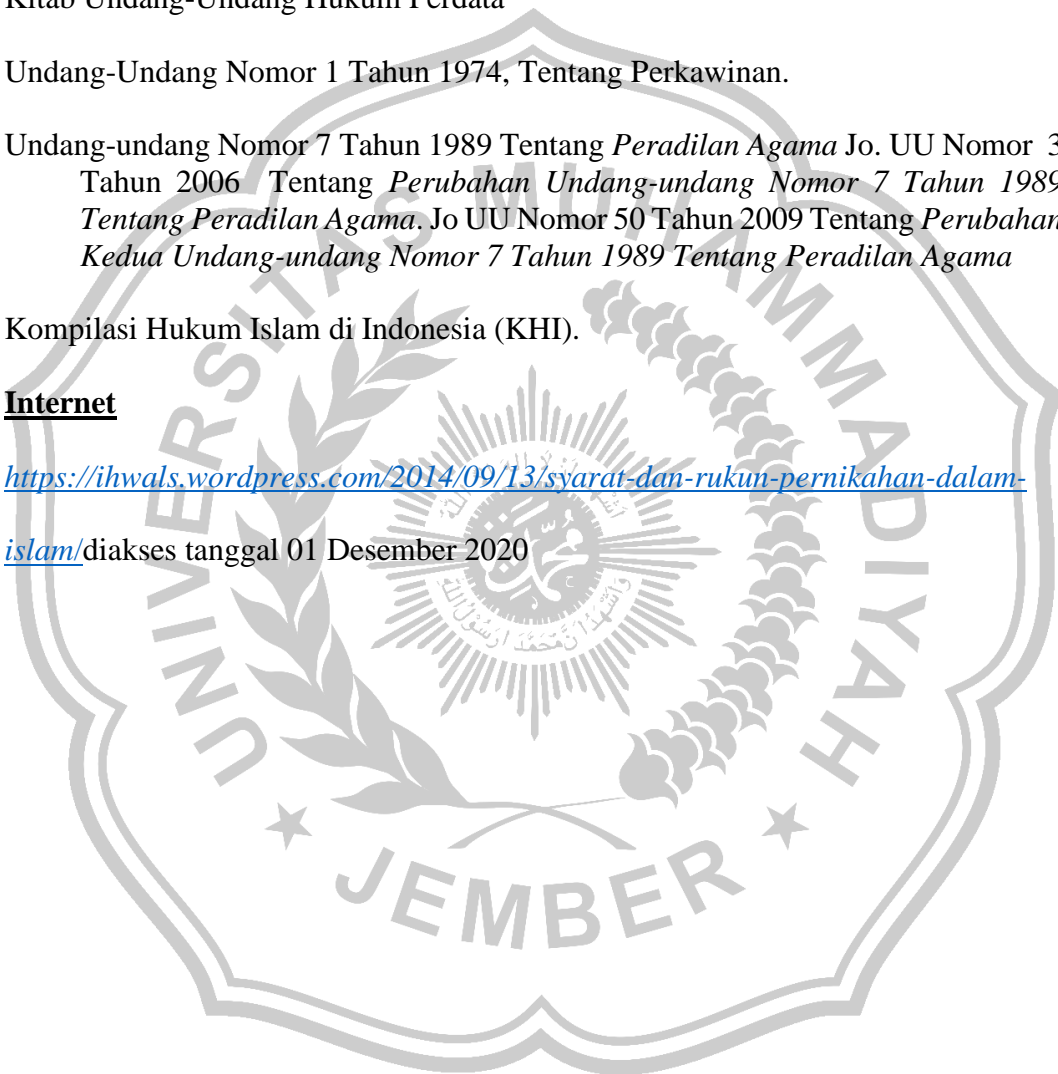 Kitab Undang-Undang Hukum Perdata
Undang-Undang Nomor 1 Tahun 1974, Tentang Perkawinan.
Undang-undang Nomor 7 Tahun 1989 Tentang Peradilan Agama Jo. UU Nomor 3
Tahun 2006 Tentang Perubahan Undang-undang Nomor 7 Tahun 1989
Tentang Peradilan Agama. Jo UU Nomor 50 Tahun 2009 Tentang Perubahan
Kedua Undang-undang Nomor 7 Tahun 1989 Tentang Peradilan Agama
Kompilasi Hukum Islam di Indonesia (KHI).
Internet
https://ihwals.wordpress.com/2014/09/13/syarat-dan-rukun-pernikahan-dalam-
islam/diakses tanggal 01 Desember 2020
UNIVERSITAS MUHAMMADIYAH
JEMBER